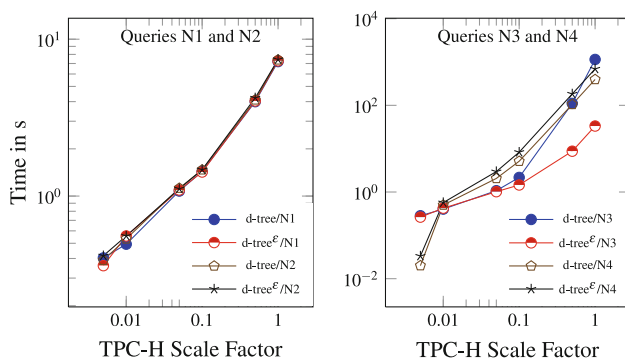 Queries N1 and N2
Time in s
10^1
10^0
d-tree/N1
d-tree^ε/N1
d-tree/N2
d-tree^ε/N2
0.01 0.1 1
TPC-H Scale Factor
Queries N3 and N4
10^4
10^2
10^0
10^−2
d-tree/N3
d-tree^ε/N3
d-tree/N4
d-tree^ε/N4
0.01 0.1 1
TPC-H Scale Factor